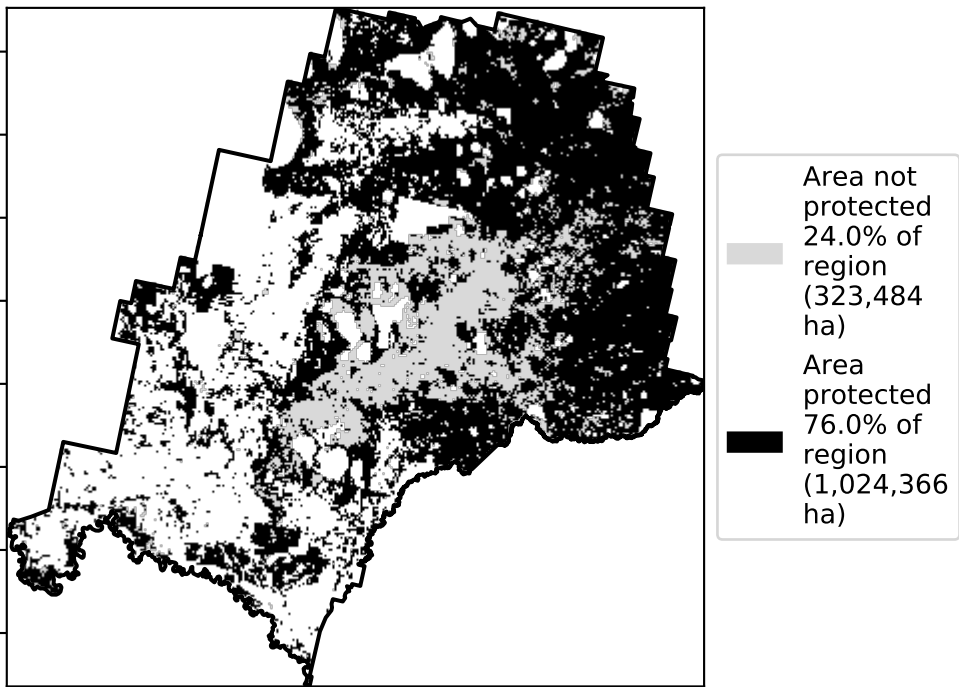 Area not
protected
24.0% of
region
(323,484
ha)
Area
protected
76.0% of
region
(1,024,366
ha)